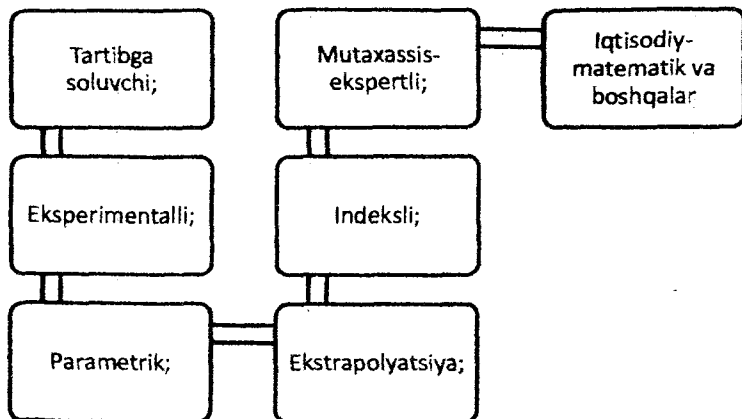 Tartibga
soluvchi;
Eksperimentalli;
Parametrik;
Ekstrapolyatsiya;
Indeksli;
Mutaxassis-
ekspertli;
Iqtisodiy-
matematik va
boshqalar